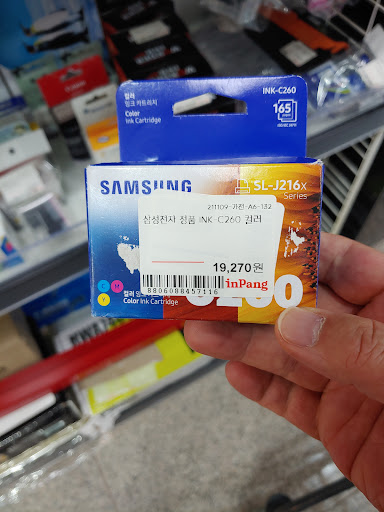 컬러
잉크 카트리지
Color
Ink Cartridge
INK-C260
165
SAMSUNG
SL-J216x
Series
211109-가전-A6-132
삼성전자 정품 INK-C260 컬러
19,270원
8806088457116
inPang
C M
Y
컬러 잉
Color Ink Cartridge